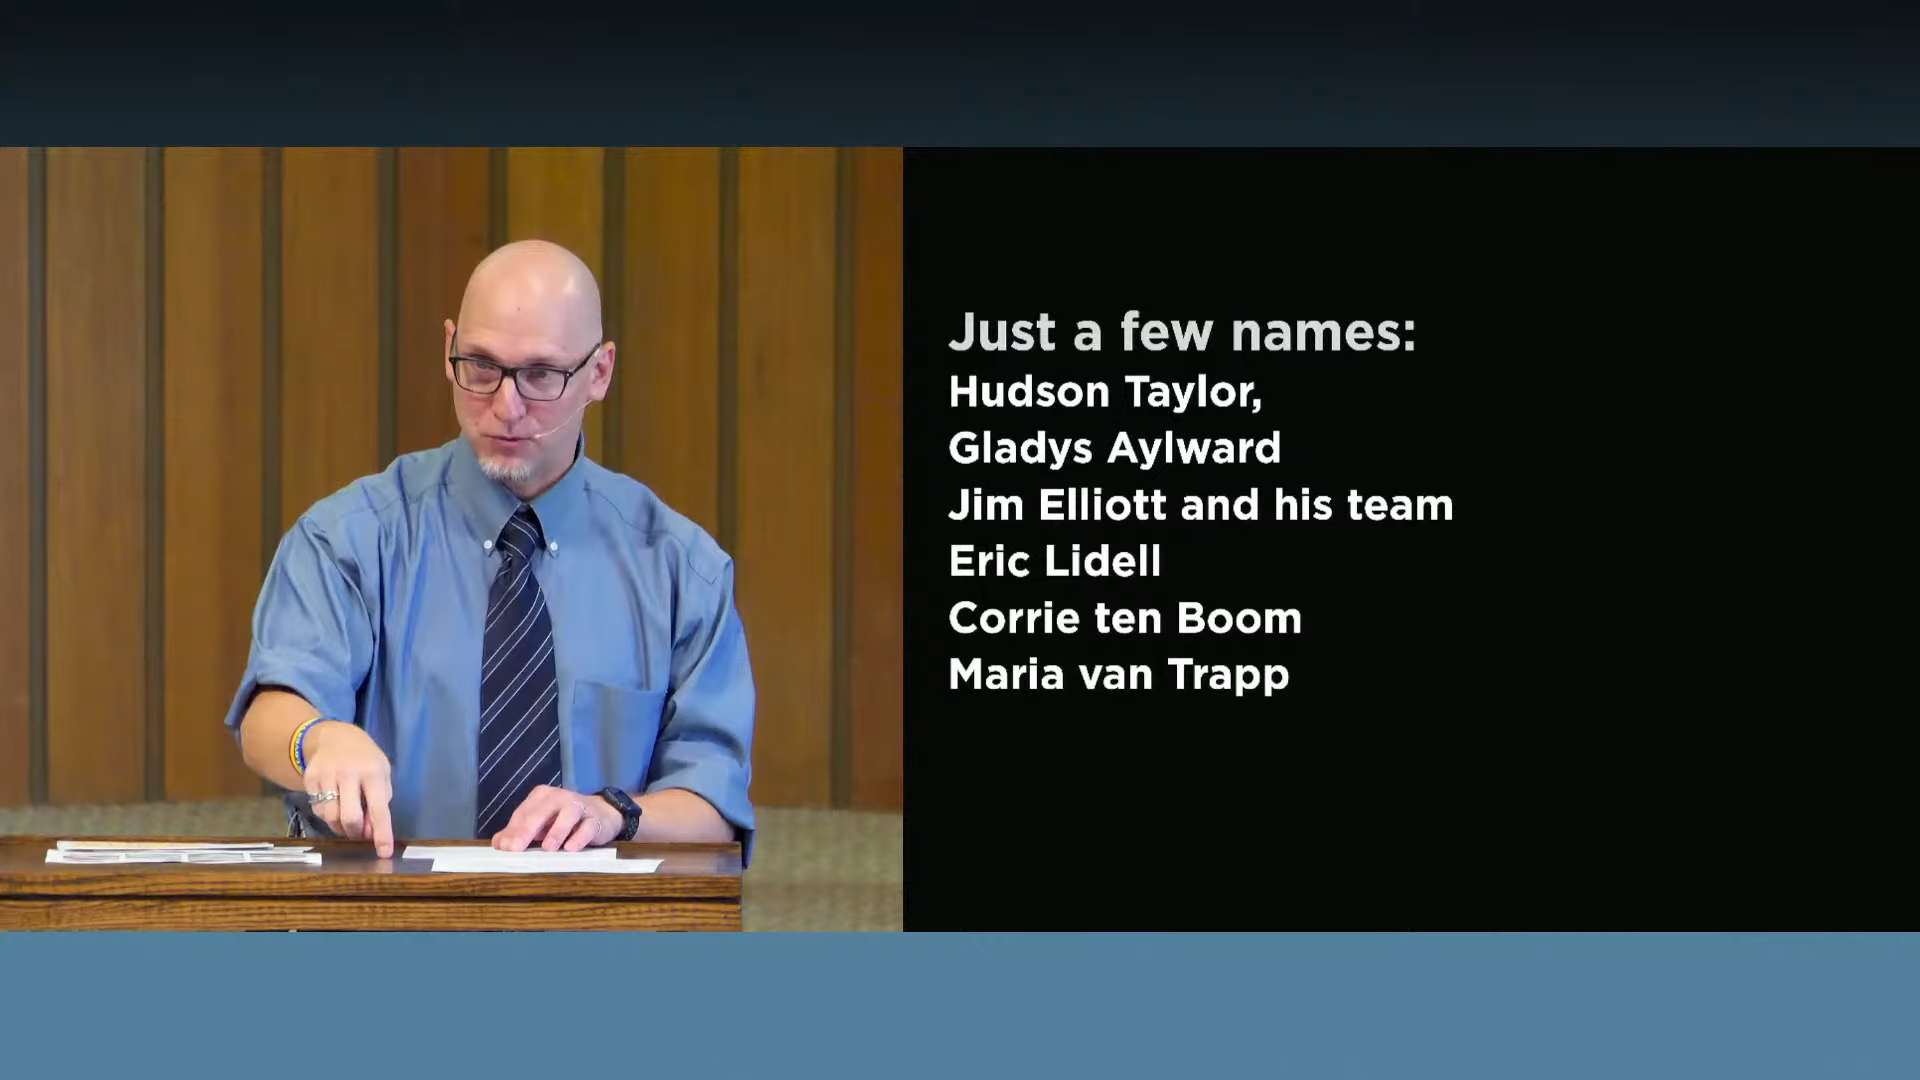 Just a few names:
Hudson Taylor,
Gladys Aylward
Jim Elliott and his team
Eric Lidell
Corrie ten Boom
Maria van Trapp